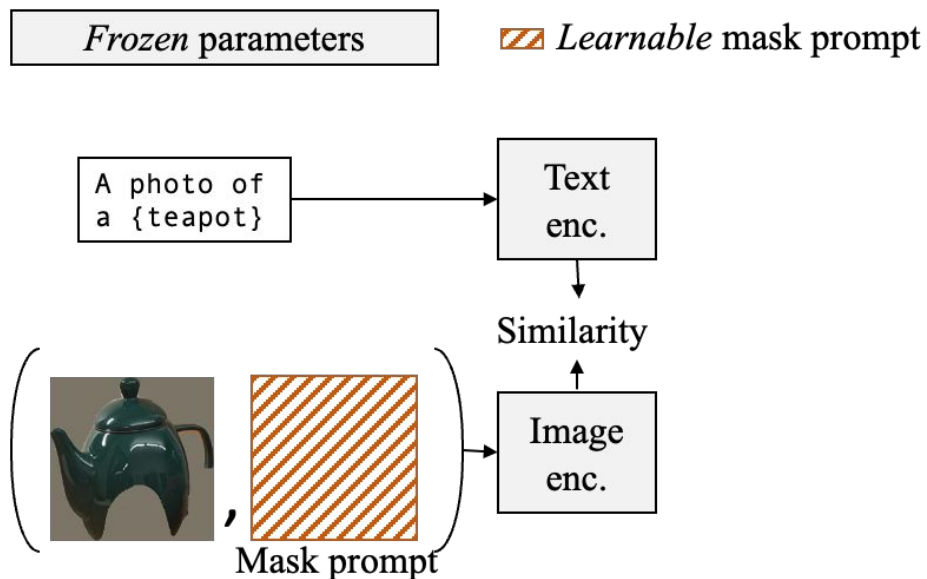 Frozen parameters
Learnable mask prompt
A photo of
a {teapot}
Text
enc.
Similarity
Image
enc.
,
Mask prompt